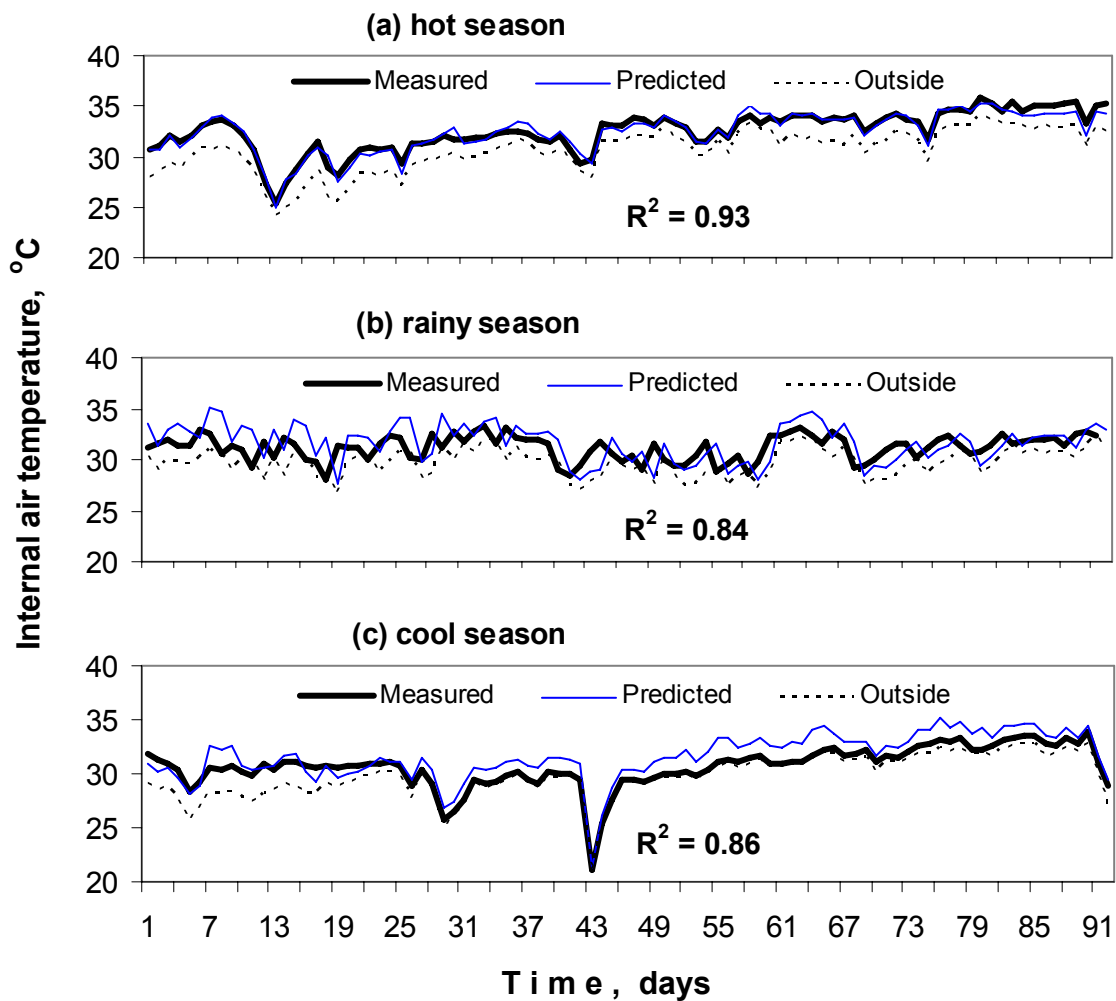 (a) hot season
40
35
30
25
20
Measured
Predicted
Outside
R² = 0.93
Internal air temperature, °C
(b) rainy season
40
35
30
25
20
Measured
Predicted
Outside
R² = 0.84
(c) cool season
40
35
30
25
20
Measured
Predicted
Outside
R² = 0.86
1 7 13 19 25 31 37 43 49 55 61 67 73 79 85 91
T i m e , days